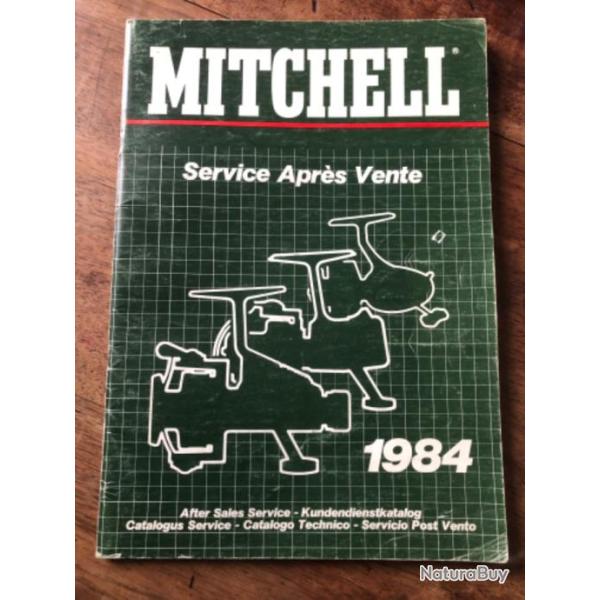 MITCHELL®
Service Après Vente
1984
After Sales Service - Kundendienstkatalog
Catalogus Service - Catalogo Technico - Servicio Post Vento
NaturaBuy